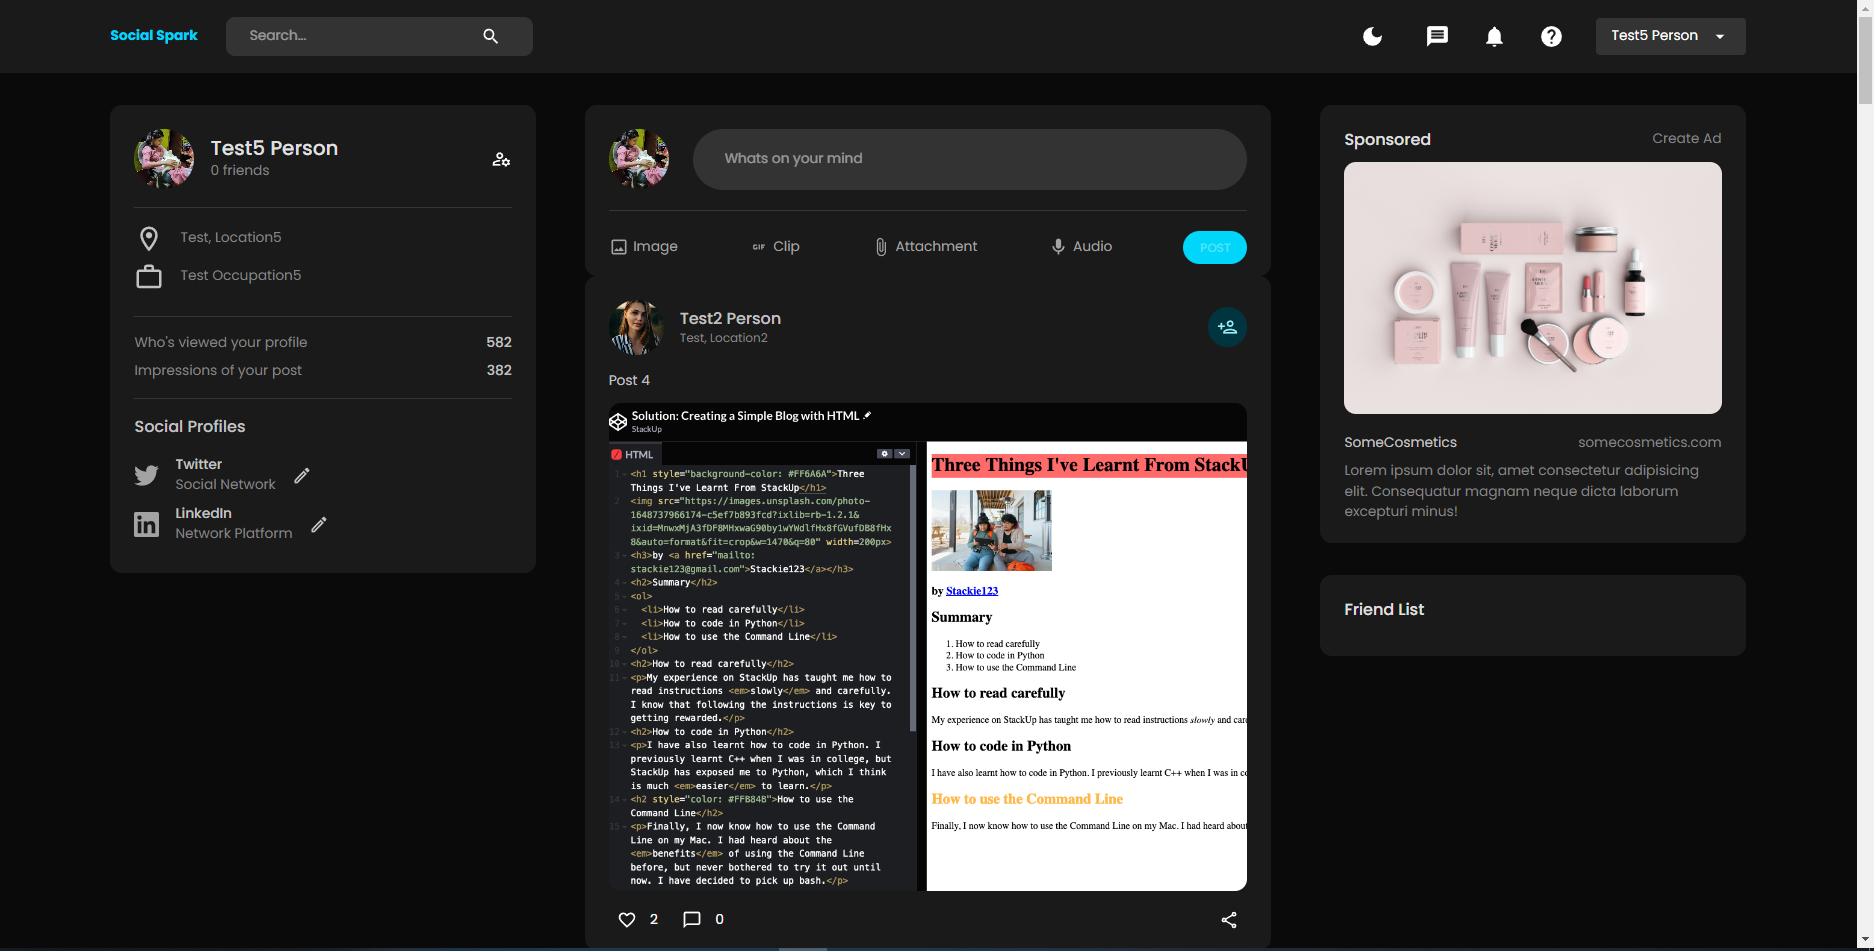 Social Spark
Search...
Test5 Person
Test5 Person
0 friends
Test, Location5
Test Occupation5
Who's viewed your profile 582
Impressions of your post 382
Social Profiles
Twitter
Social Network
LinkedIn
Network Platform
Whats on your mind
Image
GIF Clip
Attachment
Audio
POST
Test2 Person
Test, Location2
Post 4
Solution: Creating a Simple Blog with HTML
StackUp
HTML
1 <h1 style="background-color: #FF6A6A">Three
Things I've Learnt From StackUp</h1>
2 <img src="https://images.unsplash.com/photo-
1648737966174-c5ef7b893fcd?ixlib=rb-1.2.1&
ixid=MnwxMjA3fDF8MHxwaG90by1wYWdlfHx8fGVufDB8fHx
8&auto=format&fit=crop&w=1470&q=80" width=200px>
3 <h3>by <a href="mailto:
stackie123@gmail.com">Stackie123</a></h3>
4 <h2>Summary</h2>
5 <ol>
6 <li>How to read carefully</li>
7 <li>How to code in Python</li>
8 <li>How to use the Command Line</li>
9 </ol>
10 <h2>How to read carefully</h2>
11 <p>My experience on StackUp has taught me how to
read instructions <em>slowly</em> and carefully.
I know that following the instructions is key to
getting rewarded.</p>
12 <h2>How to code in Python</h2>
13 <p>I have also learnt how to code in Python. I
previously learnt C++ when I was in college, but
StackUp has exposed me to Python, which I think
is much <em>easier</em> to learn.</p>
14 <h2 style="color: #FFB84B">How to use the
Command Line</h2>
15 <p>Finally, I now know how to use the Command
Line on my Mac. I had heard about the
<em>benefits</em> of using the Command Line
before, but never bothered to try it out until
now. I have decided to pick up bash.</p>
Three Things I've Learnt From StackU
by Stackie123
Summary
1. How to read carefully
2. How to code in Python
3. How to use the Command Line
How to read carefully
My experience on StackUp has taught me how to read instructions slowly and care
How to code in Python
I have also learnt how to code in Python. I previously learnt C++ when I was in co
How to use the Command Line
Finally, I now know how to use the Command Line on my Mac. I had heard about
2
0
Sponsored
Create Ad
SomeCosmetics
somecosmetics.com
Lorem ipsum dolor sit, amet consectetur adipisicing
elit. Consequatur magnam neque dicta laborum
excepturi minus!
Friend List